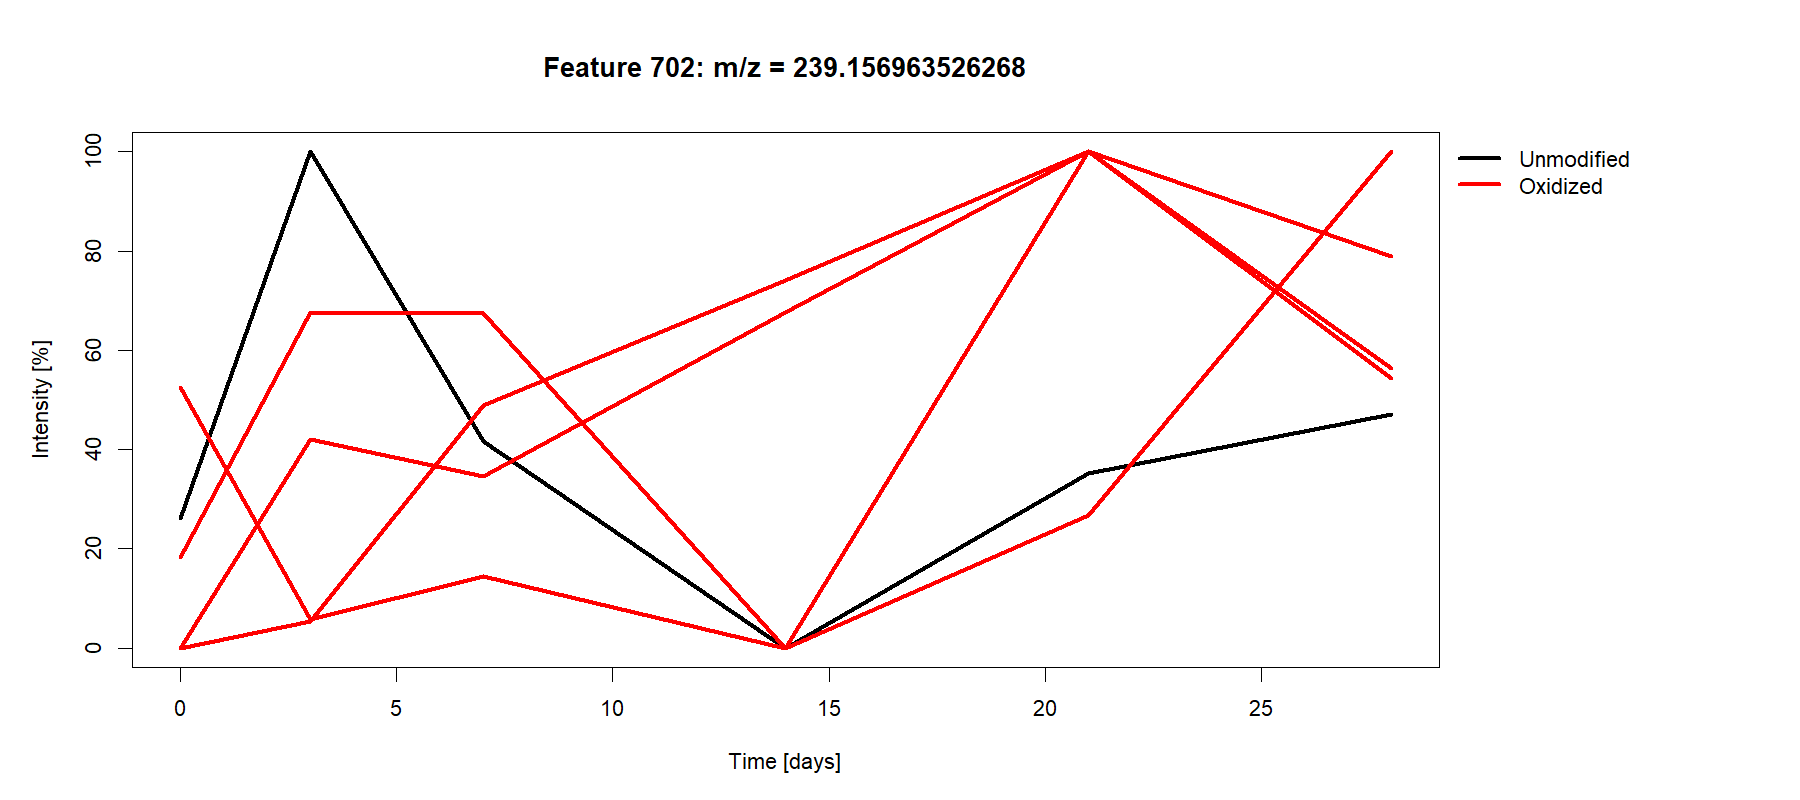 Feature 702: m/z = 239.156963526268
Unmodified
Oxidized
Intensity [%]
100
80
60
40
20
0
0 5 10 15 20 25
Time [days]